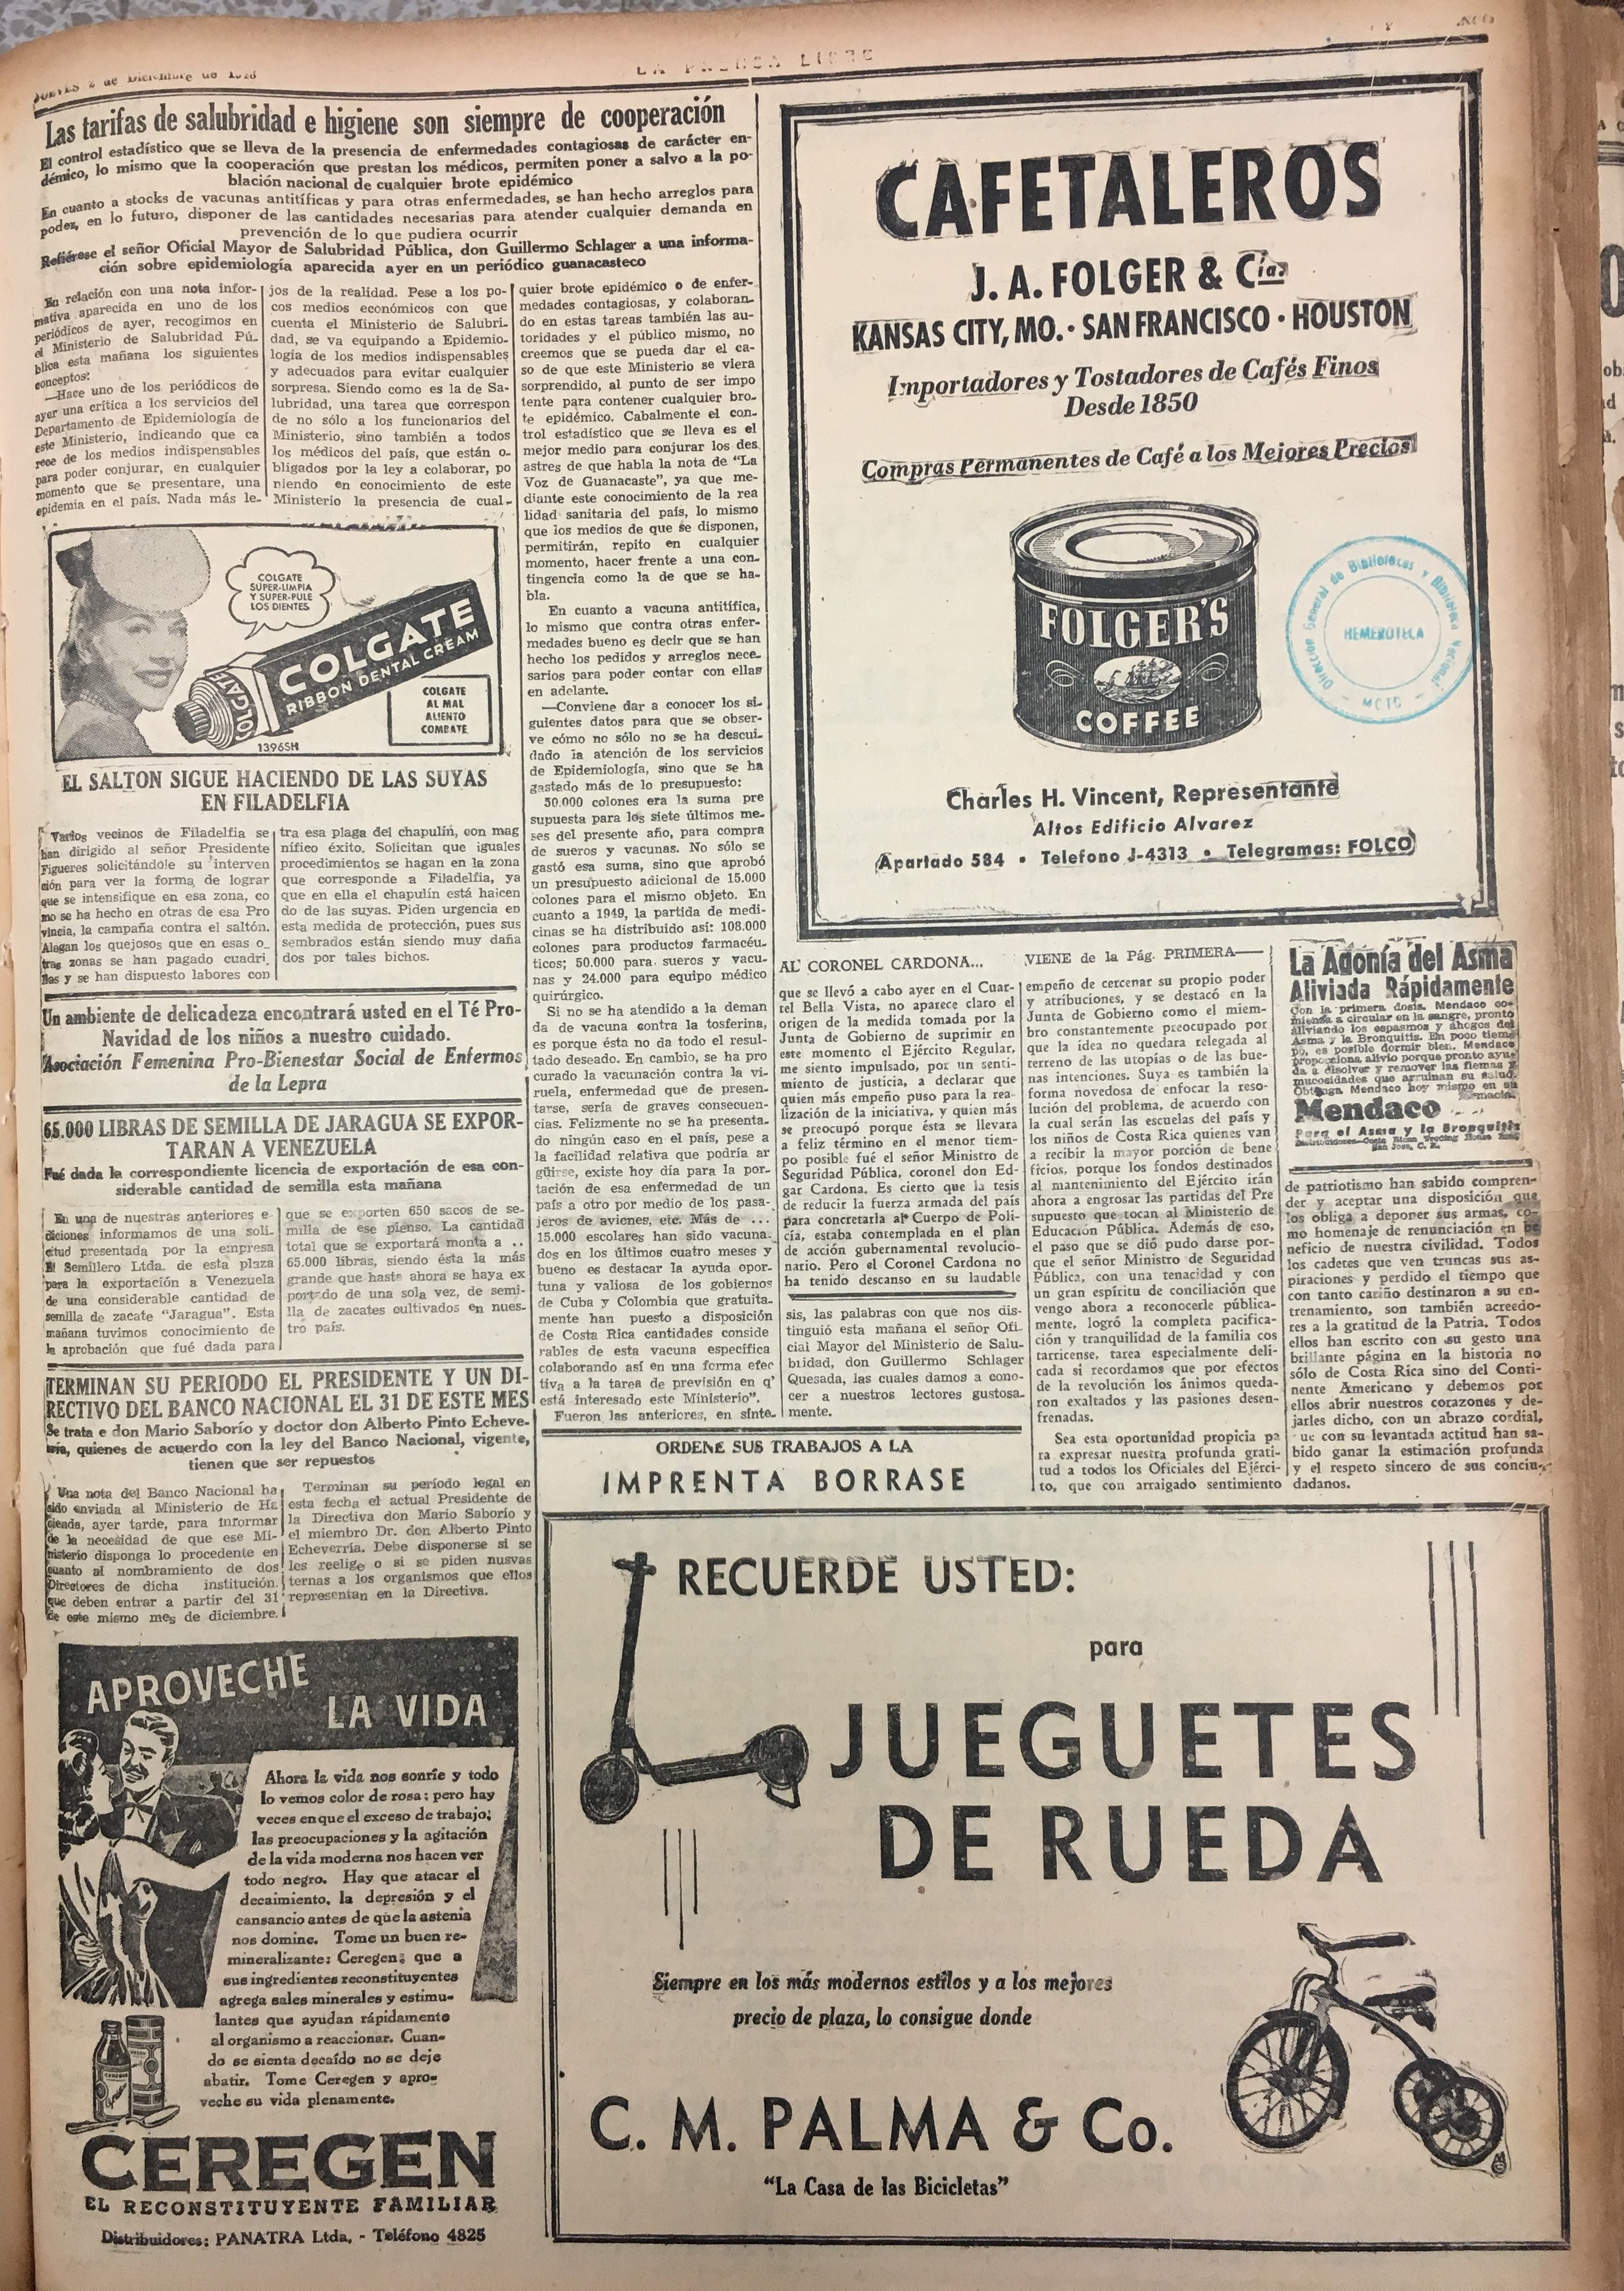 JUEVES 2 de Diciembre de 1948
LA PRENSA LIBRE
Las tarifas de salubridad e higiene son siempre de cooperación
El control estadístico que se lleva de la presencia de enfermedades contagiosas de carácter en-
démico, lo mismo que la cooperación que prestan los médicos, permiten poner a salvo a la po-
blación nacional de cualquier brote epidémico
En cuanto a stocks de vacunas antitíficas y para otras enfermedades, se han hecho arreglos para
poder, en lo futuro, disponer de las cantidades necesarias para atender cualquier demanda en
prevención de lo que pudiera ocurrir
Refiérese el señor Oficial Mayor de Salubridad Pública, don Guillermo Schlager a una informa-
ción sobre epidemiología aparecida ayer en un periódico guanacasteco
En relación con una nota infor-
mativa aparecida en uno de los
periódicos de ayer, recogimos en
el Ministerio de Salubridad Pú-
blica esta mañana los siguientes
conceptos:
—Hace uno de los periódicos de
ayer una crítica a los servicios del
Departamento de Epidemiología de
este Ministerio, indicando que ca
rece de los medios indispensables
para poder conjurar, en cualquier
momento que se presentare, una
epidemia en el país. Nada más le-
jos de la realidad. Pese a los po-
cos medios económicos con que
cuenta el Ministerio de Salubri-
dad, se va equipando a Epidemio-
logía de los medios indispensables
y adecuados para evitar cualquier
sorpresa. Siendo como es la de Sa-
lubridad, una tarea que correspon
de no sólo a los funcionarios del
Ministerio, sino también a todos
los médicos del país, que están o-
bligados por la ley a colaborar, po
niendo en conocimiento de este
Ministerio la presencia de cual-
quier brote epidémico o de enfer-
medades contagiosas, y colaboran-
do en estas tareas también las au-
toridades y el público mismo, no
creemos que se pueda dar el ca-
so de que este Ministerio se viera
sorprendido, al punto de ser impo
tente para contener cualquier bro-
te epidémico. Cabalmente el con-
trol estadístico que se lleva es el
mejor medio para conjurar los des
astres de que habla la nota de "La
Voz de Guanacaste", ya que me-
diante este conocimiento de la rea
lidad sanitaria del país, lo mismo
que los medios de que se disponen,
permitirán, repito en cualquier
momento, hacer frente a una con-
tingencia como la de que se ha-
bla.
En cuanto a vacuna antitífica,
lo mismo que contra otras enfer-
medades bueno es decir que se han
hecho los pedidos y arreglos nece-
sarios para poder contar con ellas
en adelante.
—Conviene dar a conocer los si-
guientes datos para que se obser-
ve cómo no sólo no se ha descui-
dado la atención de los servicios
de Epidemiología, sino que se ha
gastado más de lo presupuesto:
50.000 colones era la suma pre
supuesta para los siete últimos me-
ses del presente año, para compra
de sueros y vacunas. No sólo se
gastó esa suma, sino que aprobó
un presupuesto adicional de 15.000
colones para el mismo objeto. En
cuanto a 1949, la partida de medi-
cinas se ha distribuido así: 108.000
colones para productos farmacéu-
ticos; 50.000 para sueros y vacu-
nas y 24.000 para equipo médico
quirúrgico.
Si no se ha atendido a la deman
da de vacuna contra la tosferina,
es porque ésta no da todo el resul-
tado deseado. En cambio, se ha pro
curado la vacunación contra la vi-
ruela, enfermedad que de presen-
tarse, sería de graves consecuen-
cias. Felizmente no se ha presenta-
do ningún caso en el país, pese a
la facilidad relativa que podría ar
güirse, existe hoy día para la por-
tación de esa enfermedad de un
país a otro por medio de los pasa-
jeros de aviones, etc. Más de ...
15.000 escolares han sido vacuna-
dos en los últimos cuatro meses y
bueno es destacar la ayuda opor-
tuna y valiosa de los gobiernos
de Cuba y Colombia que gratuita-
mente han puesto a disposición
de Costa Rica cantidades conside
rables de esta vacuna específica
colaborando así en una forma efec
tiva a la tarea de previsión en q'
está interesado este Ministerio".
Fueron las anteriores, en sínte-
sis, las palabras con que nos dis-
tinguió esta mañana el señor Ofi-
cial Mayor del Ministerio de Salu-
bridad, don Guillermo Schlager
Quesada, las cuales damos a cono-
cer a nuestros lectores gustosa-
mente.
COLGATE
SUPER-LIMPIA
Y SUPER-PULE
LOS DIENTES
COLGATE
COLGATE
RIBBON DENTAL CREAM
COLGATE
AL MAL
ALIENTO
COMBATE
1396SH
EL SALTON SIGUE HACIENDO DE LAS SUYAS
EN FILADELFIA
Varios vecinos de Filadelfia se
han dirigido al señor Presidente
Figueres solicitándole su interven
ción para ver la forma de lograr
que se intensifique en esa zona, co
mo se ha hecho en otras de esa Pro
vincia, la campaña contra el saltón.
Alegan los quejosos que en esas o_
tras zonas se han pagado cuadri_
llas y se han dispuesto labores con
tra esa plaga del chapulín, con mag
nífico éxito. Solicitan que iguales
procedimientos se hagan en la zona
que corresponde a Filadelfia, ya
que en ella el chapulín está haicen
do de las suyas. Piden urgencia en
esta medida de protección, pues sus
sembrados están siendo muy daña
dos por tales bichos.
Un ambiente de delicadeza encontrará usted en el Té Pro-
Navidad de los niños a nuestro cuidado.
Asociación Femenina Pro-Bienestar Social de Enfermos
de la Lepra
65.000 LIBRAS DE SEMILLA DE JARAGUA SE EXPOR-
TARAN A VENEZUELA
Fué dada la correspondiente licencia de exportación de esa con-
siderable cantidad de semilla esta mañana
En una de nuestras anteriores e-
diciones informamos de una soli-
citud presentada por la empresa
El Semillero Ltda. de esta plaza
para la exportación a Venezuela
de una considerable cantidad de
semilla de zacate "Jaragua". Esta
mañana tuvimos conocimiento de
la aprobación que fué dada para
que se exporten 650 sacos de se-
milla de ese pienso. La cantidad
total que se exportará monta a ..
65.000 libras, siendo ésta la más
grande que hasta ahora se haya ex
portado de una sola vez, de semi-
lla de zacates cultivados en nues-
tro país.
TERMINAN SU PERIODO EL PRESIDENTE Y UN DI-
RECTIVO DEL BANCO NACIONAL EL 31 DE ESTE MES
Se trata e don Mario Saborío y doctor don Alberto Pinto Echeve-
rría, quienes de acuerdo con la ley del Banco Nacional, vigente,
tienen que ser repuestos
Una nota del Banco Nacional ha
sido enviada al Ministerio de Ha
cienda, ayer tarde, para informar
de la necesidad de que ese Mi-
nisterio disponga lo procedente en
cuanto al nombramiento de dos
Directores de dicha institución,
que deben entrar a partir del 31
de este mismo mes de diciembre.
Terminan su período legal en
esta fecha el actual Presidente de
la Directiva don Mario Saborío y
el miembro Dr. don Alberto Pinto
Echeverría. Debe disponerse si se
les reelige o si se piden nusvas
ternas a los organismos que ellos
representan en la Directiva.
APROVECHE
LA VIDA
Ahora la vida nos sonríe y todo
lo vemos color de rosa; pero hay
veces en que el exceso de trabajo;
las preocupaciones y la agitación
de la vida moderna nos hacen ver
todo negro. Hay que atacar el
decaimiento, la depresión y el
cansancio antes de que la astenia
nos domine. Tome un buen re-
mineralizante: Ceregen; que a
sus ingredientes reconstituyentes
agrega sales minerales y estimu-
lantes que ayudan rápidamente
al organismo a reaccionar. Cuan-
do se sienta decaído no se deje
abatir. Tome Ceregen y apro-
veche su vida plenamente.
CEREGEN
EL RECONSTITUYENTE FAMILIAR
Distribuidores: PANATRA Ltda. - Teléfono 4825
CAFETALEROS
J. A. FOLGER & Cía.
KANSAS CITY, MO. · SAN FRANCISCO · HOUSTON
Importadores y Tostadores de Cafés Finos
Desde 1850
Compras Permanentes de Café a los Mejores Precios
FOLGER'S
COFFEE
Dirección General de Bibliotecas y Biblioteca Nacional
HEMEROTECA
Charles H. Vincent, Representante
Altos Edificio Alvarez
Apartado 584 • Telefono J-4313 • Telegramas: FOLCO
AL CORONEL CARDONA...
VIENE de la Pág. PRIMERA—
que se llevó a cabo ayer en el Cuar-
tel Bella Vista, no aparece claro el
origen de la medida tomada por la
Junta de Gobierno de suprimir en
este momento el Ejército Regular,
me siento impulsado, por un senti-
miento de justicia, a declarar que
quien más empeño puso para la rea-
lización de la iniciativa, y quien más
se preocupó porque ésta se llevara
a feliz término en el menor tiem-
po posible fué el señor Ministro de
Seguridad Pública, coronel don Ed-
gar Cardona. Es cierto que la tesis
de reducir la fuerza armada del país
para concretarla al Cuerpo de Poli-
cía, estaba contemplada en el plan
de acción gubernamental revolucio-
nario. Pero el Coronel Cardona no
ha tenido descanso en su laudable
empeño de cercenar su propio poder
y atribuciones, y se destacó en la
Junta de Gobierno como el miem-
bro constantemente preocupado por
que la idea no quedara relegada al
terreno de las utopías o de las bue-
nas intenciones. Suya es también la
forma novedosa de enfocar la reso-
lución del problema, de acuerdo con
la cual serán las escuelas del país y
los niños de Costa Rica quienes van
a recibir la mayor porción de bene
ficios, porque los fondos destinados
al mantenimiento del Ejército irán
ahora a engrosar las partidas del Pre
supuesto que tocan al Ministerio de
Educación Pública. Además de eso,
el paso que se dió pudo darse por-
que el señor Ministro de Seguridad
Pública, con una tenacidad y con
un gran espíritu de conciliación que
vengo ahora a reconocerle pública-
mente, logró la completa pacifica-
ción y tranquilidad de la familia cos
tarricense, tarea especialmente deli-
cada si recordamos que por efectos
de la revolución los ánimos queda-
ron exaltados y las pasiones desen-
frenadas.
Sea esta oportunidad propicia pa
ra expresar nuestra profunda grati-
tud a todos los Oficiales del Ejérci-
to, que con arraigado sentimiento
La Agonía del Asma
Aliviada Rápidamente
Con la primera dosis. Mendaco co-
mienza a circular en la sangre, pronto
aliviando los espasmos y ahogos del
Asma y la Bronquitis. En poco tiem-
po, es posible dormir bien. Mendaco
proporciona alivio porque pronto ayu-
da a disolver y remover las flemas y
mucosidades que arruinan su salud.
Obtenga Mendaco hoy mismo en su
farmacia.
Mendaco
Para el Asma y la Bronquitis
San José, C. R.
de patriotismo han sabido compren-
der y aceptar una disposición que
los obliga a deponer sus armas, co-
mo homenaje de renunciación en be
neficio de nuestra civilidad. Todos
los cadetes que ven truncas sus as-
piraciones y perdido el tiempo que
con tanto cariño destinaron a su en-
trenamiento, son también acreedo-
res a la gratitud de la Patria. Todos
ellos han escrito con su gesto una
brillante página en la historia no
sólo de Costa Rica sino del Conti-
nente Americano y debemos por
ellos abrir nuestros corazones y de-
jarles dicho, con un abrazo cordial,
que con su levantada actitud han sa-
bido ganar la estimación profunda
y el respeto sincero de sus conciu-
dadanos.
ORDENE SUS TRABAJOS A LA
IMPRENTA BORRASE
RECUERDE USTED:
para
JUEGUETES
DE RUEDA
Siempre en los más modernos estilos y a los mejores
precio de plaza, lo consigue donde
C. M. PALMA & Co.
"La Casa de las Bicicletas"